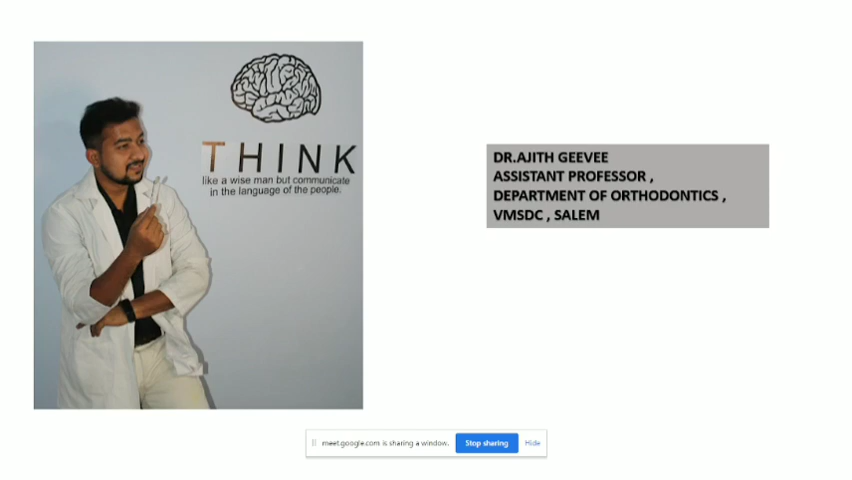 THINK
like a wise man but communicate
in the language of the people.
DR.AJITH GEEVEE
ASSISTANT PROFESSOR ,
DEPARTMENT OF ORTHODONTICS ,
VMSDC , SALEM
meet.google.com is sharing a window. Stop sharing Hide